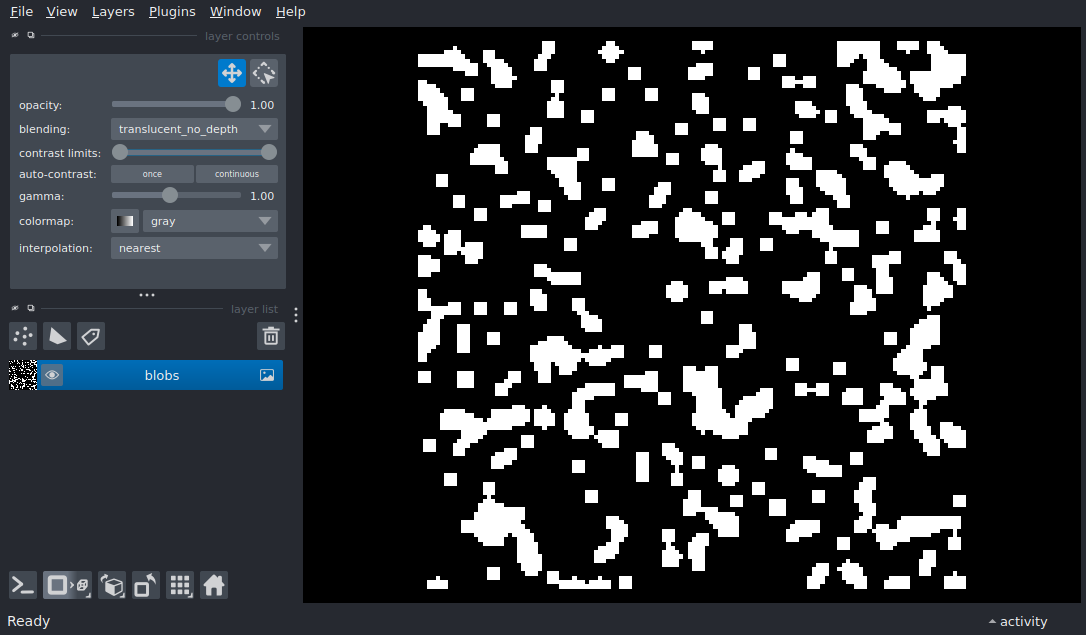 File View Layers Plugins Window Help
layer controls
opacity: 1.00
blending: translucent_no_depth
contrast limits:
auto-contrast: once continuous
gamma: 1.00
colormap: gray
interpolation: nearest
layer list
blobs
Ready
activity